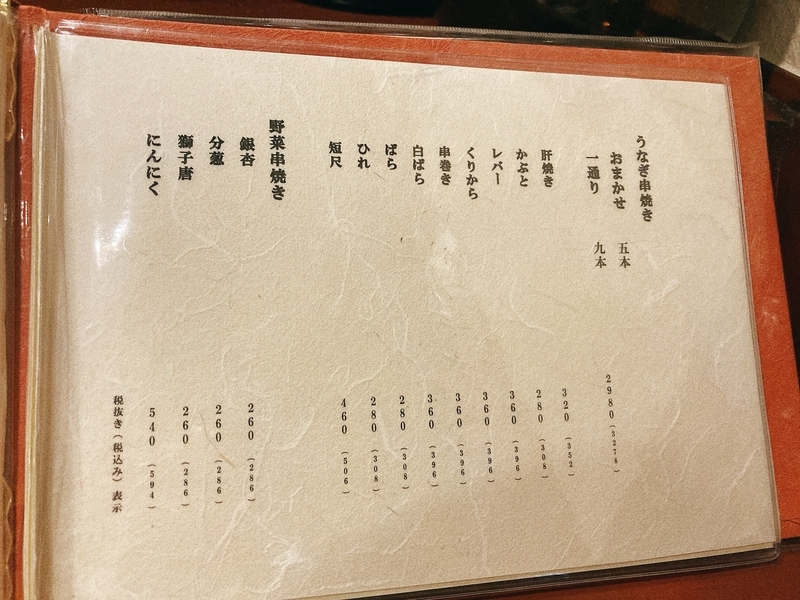 うなぎ串焼き
おまかせ 五本
一通り 九本 2980(3278)
肝焼き 320(352)
かぶと 280(308)
レバー 360(396)
くりから 360(396)
串巻き 360(396)
白ばら 360(396)
ばら 280(308)
ひれ 280(308)
短尺 460(506)
野菜串焼き
銀杏 260(286)
分葱 260(286)
獅子唐 260(286)
にんにく 540(594)
税抜き(税込み)表示